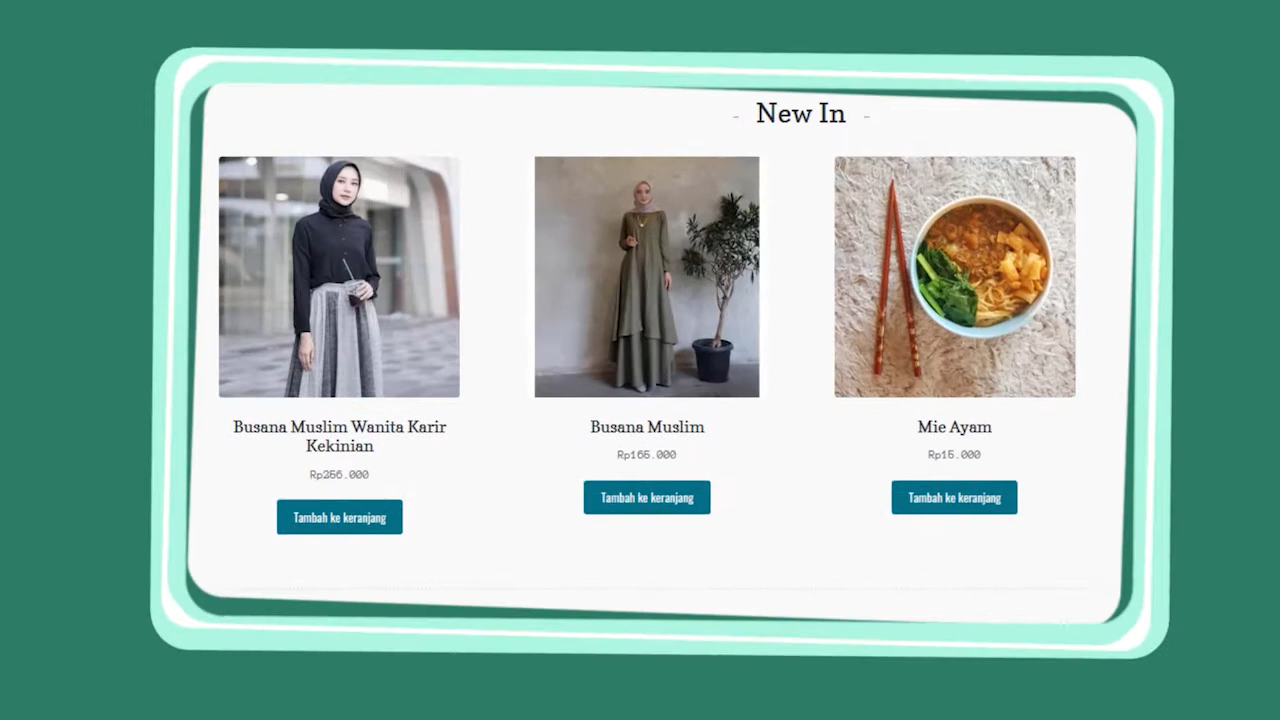 - New In -
Busana Muslim Wanita Karir
Kekinian
Rp256.000
Tambah ke keranjang
Busana Muslim
Rp165.000
Tambah ke keranjang
Mie Ayam
Rp15.000
Tambah ke keranjang